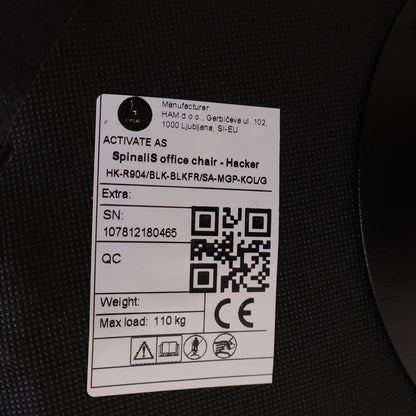 Manufacturer
HAM d o o , Gerbičeva ul. 102,
1000 Ljubljana, SI-EU
ACTIVATE AS
SpinaliS office chair - Hacker
HK-R904/BLK-BLKFR/SA-MGP-KOL/G
Extra:
SN:
107812180465
QC
Weight:
Max load: 110 kg
CE